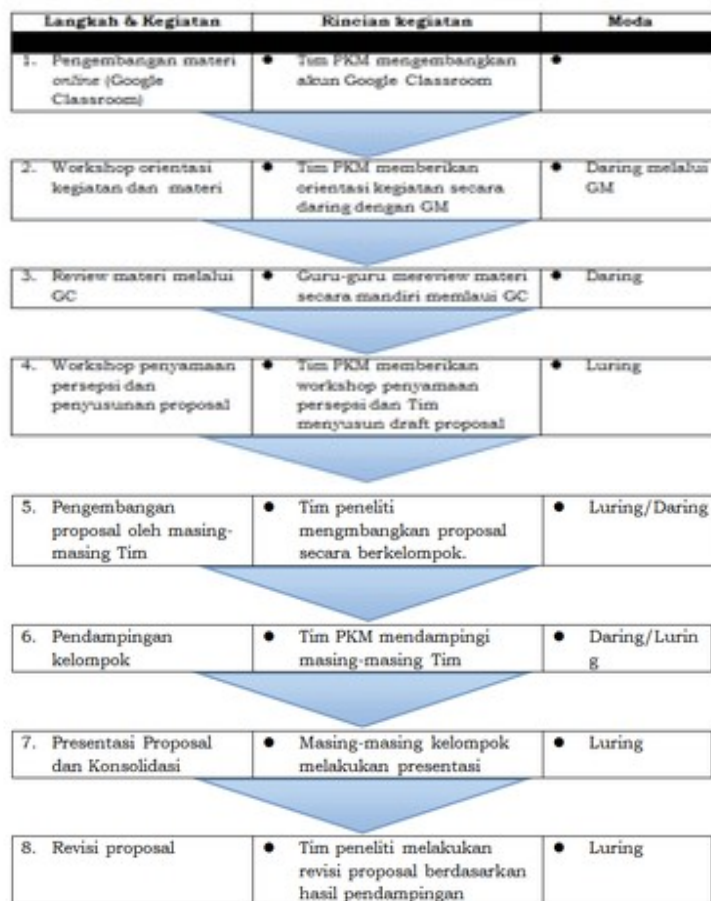 Langkah & Kegiatan
Rincian kegiatan
Moda
1. Pengembangan materi
online (Google
Classroom)
● Tim PKM mengembangkan
akun Google Classroom
●
2. Workshop orientasi
kegiatan dan materi
● Tim PKM memberikan
orientasi kegiatan secara
daring dengan GM
● Daring melalui
GM
3. Review materi melalui
GC
● Guru-guru mereview materi
secara mandiri memlaui GC
● Daring
4. Workshop penyamaan
persepsi dan
penyusunan proposal
● Tim PKM memberikan
workshop penyamaan
persepsi dan Tim
menyusun draft proposal
● Luring
5. Pengembangan
proposal oleh masing-
masing Tim
● Tim peneliti
mengmbangkan proposal
secara berkelompok.
● Luring/Daring
6. Pendampingan
kelompok
● Tim PKM mendampingi
masing-masing Tim
● Daring/Lurin
g
7. Presentasi Proposal
dan Konsolidasi
● Masing-masing kelompok
melakukan presentasi
● Luring
8. Revisi proposal
● Tim peneliti melakukan
revisi proposal berdasarkan
hasil pendampingan
● Luring